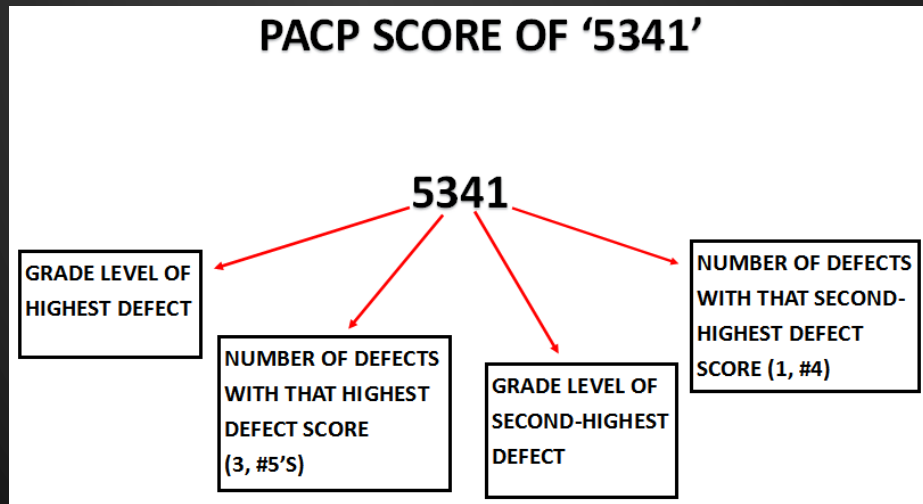 PACP SCORE OF ‘5341’
5341
GRADE LEVEL OF
HIGHEST DEFECT
NUMBER OF DEFECTS
WITH THAT HIGHEST
DEFECT SCORE
(3, #5’S)
GRADE LEVEL OF
SECOND-HIGHEST
DEFECT
NUMBER OF DEFECTS
WITH THAT SECOND-
HIGHEST DEFECT
SCORE (1, #4)